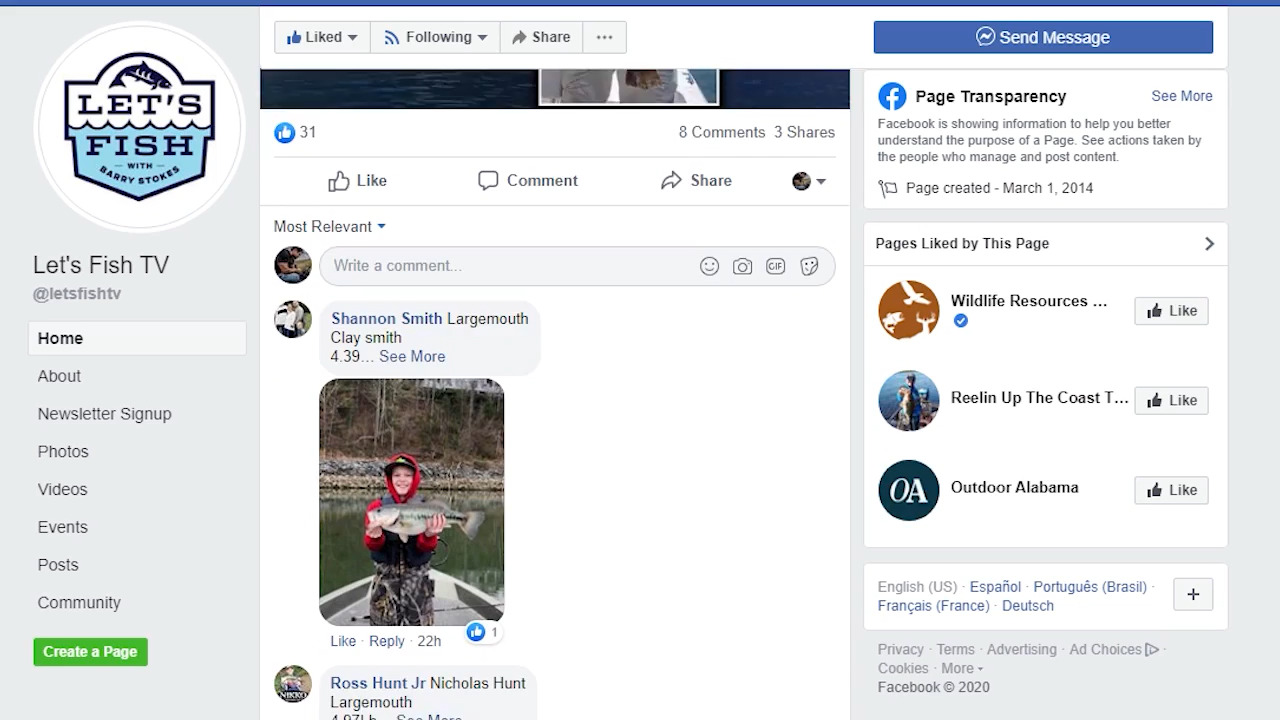 LET'S
FISH
WITH
BARRY STOKES
Let's Fish TV
@letsfishtv
Home
About
Newsletter Signup
Photos
Videos
Events
Posts
Community
Create a Page
Liked
Following
Share
Send Message
31
8 Comments 3 Shares
Like
Comment
Share
Most Relevant
Write a comment...
GIF
Shannon Smith Largemouth
Clay smith
4.39... See More
Like · Reply · 22h
1
NIKKO
Ross Hunt Jr Nicholas Hunt
Largemouth
4.97Lb... See More
Page Transparency
See More
Facebook is showing information to help you better
understand the purpose of a Page. See actions taken by
the people who manage and post content.
Page created - March 1, 2014
Pages Liked by This Page
Wildlife Resources ...
Like
Reelin Up The Coast T...
Like
OA
Outdoor Alabama
Like
English (US) · Español · Português (Brasil) ·
Français (France) · Deutsch
Privacy · Terms · Advertising · Ad Choices ·
Cookies · More
Facebook © 2020